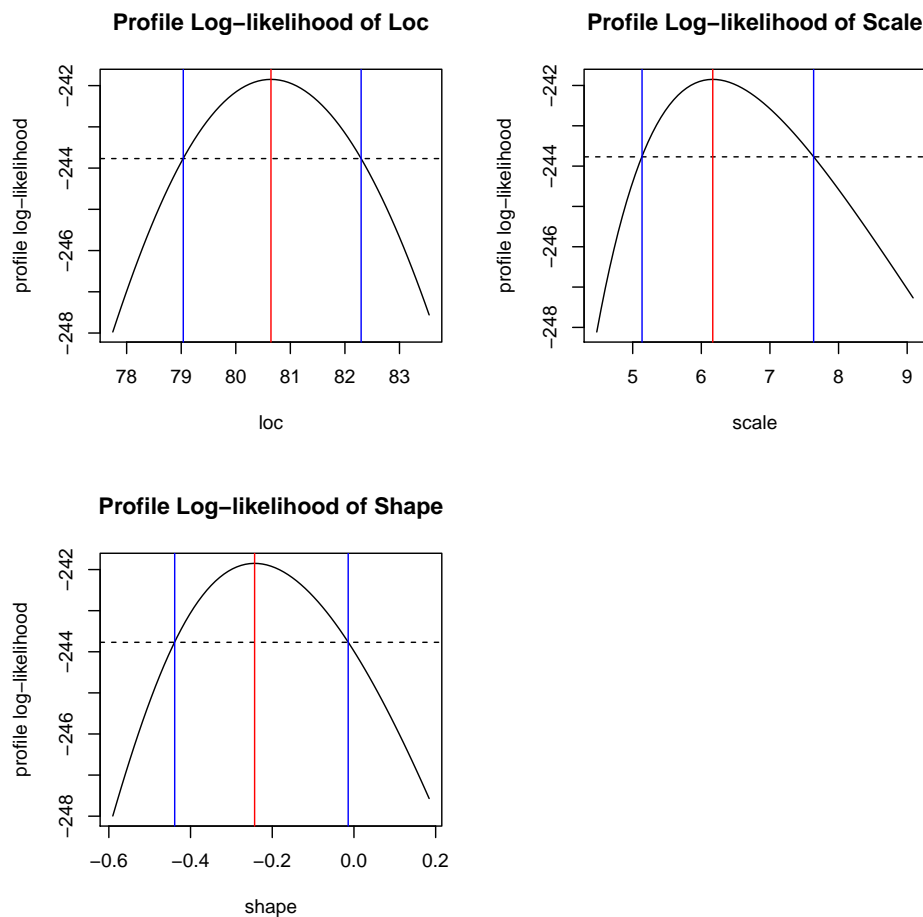 Profile Log−likelihood of Loc
profile log−likelihood
−248
−246
−244
−242
78 79 80 81 82 83
loc
Profile Log−likelihood of Scale
profile log−likelihood
−248
−246
−244
−242
5 6 7 8 9
scale
Profile Log−likelihood of Shape
profile log−likelihood
−248
−246
−244
−242
−0.6 −0.4 −0.2 0.0 0.2
shape